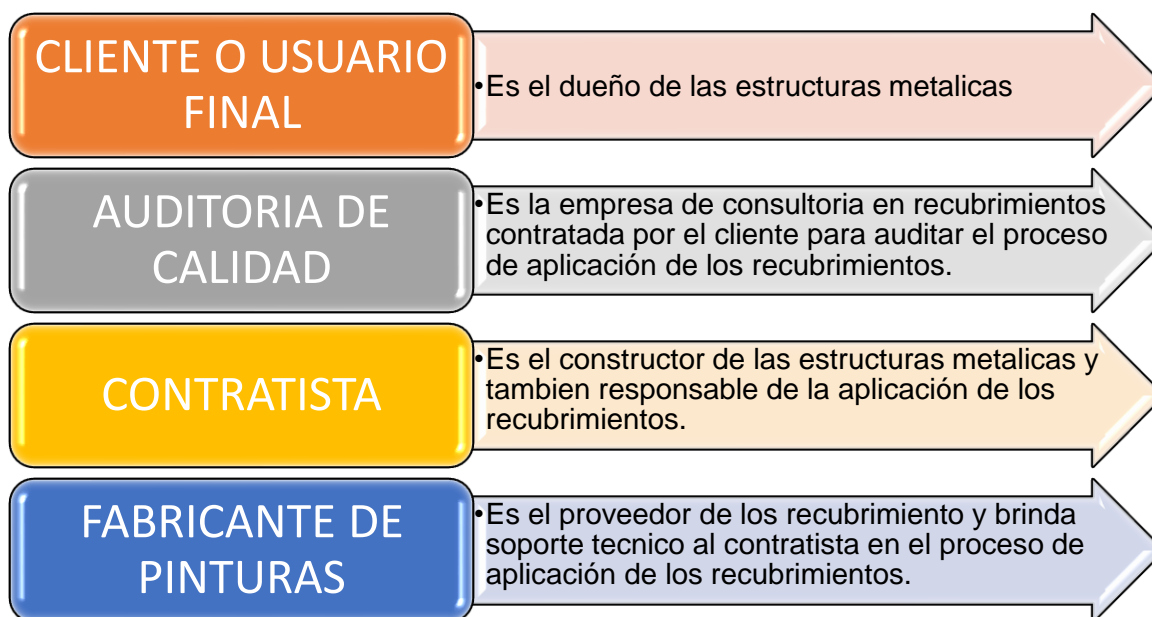 CLIENTE O USUARIO
FINAL
•Es el dueño de las estructuras metalicas
AUDITORIA DE
CALIDAD
•Es la empresa de consultoria en recubrimientos
contratada por el cliente para auditar el proceso
de aplicación de los recubrimientos.
CONTRATISTA
•Es el constructor de las estructuras metalicas y
tambien responsable de la aplicación de los
recubrimientos.
FABRICANTE DE
PINTURAS
•Es el proveedor de los recubrimiento y brinda
soporte tecnico al contratista en el proceso de
aplicación de los recubrimientos.